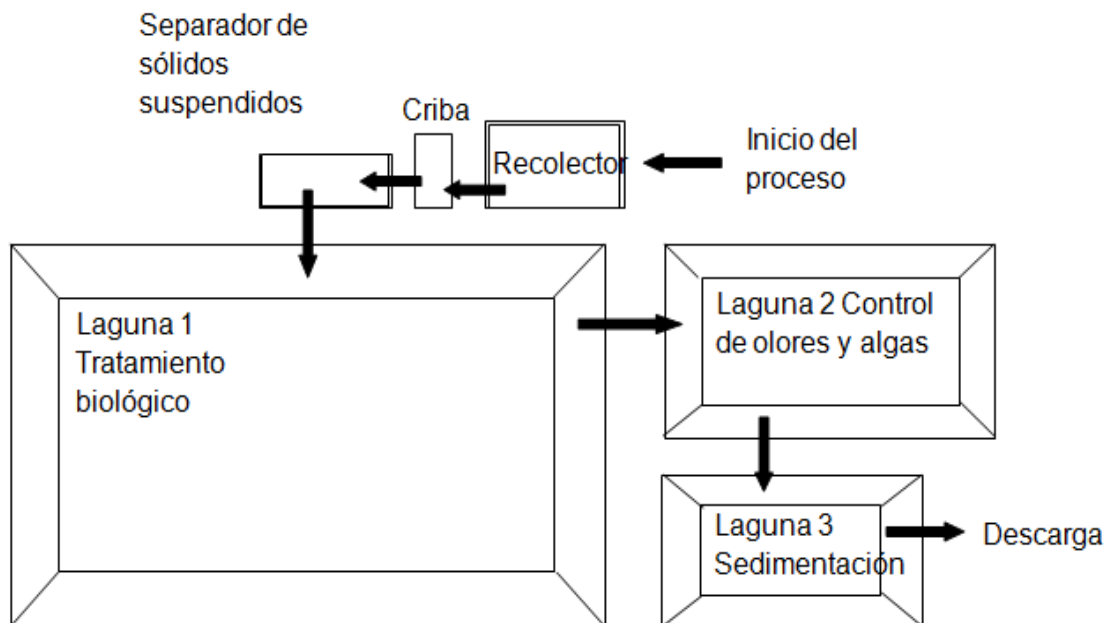 Separador de
sólidos
suspendidos
Criba
Recolector
Inicio del
proceso
Laguna 1
Tratamiento
biológico
Laguna 2 Control
de olores y algas
Laguna 3
Sedimentación
Descarga